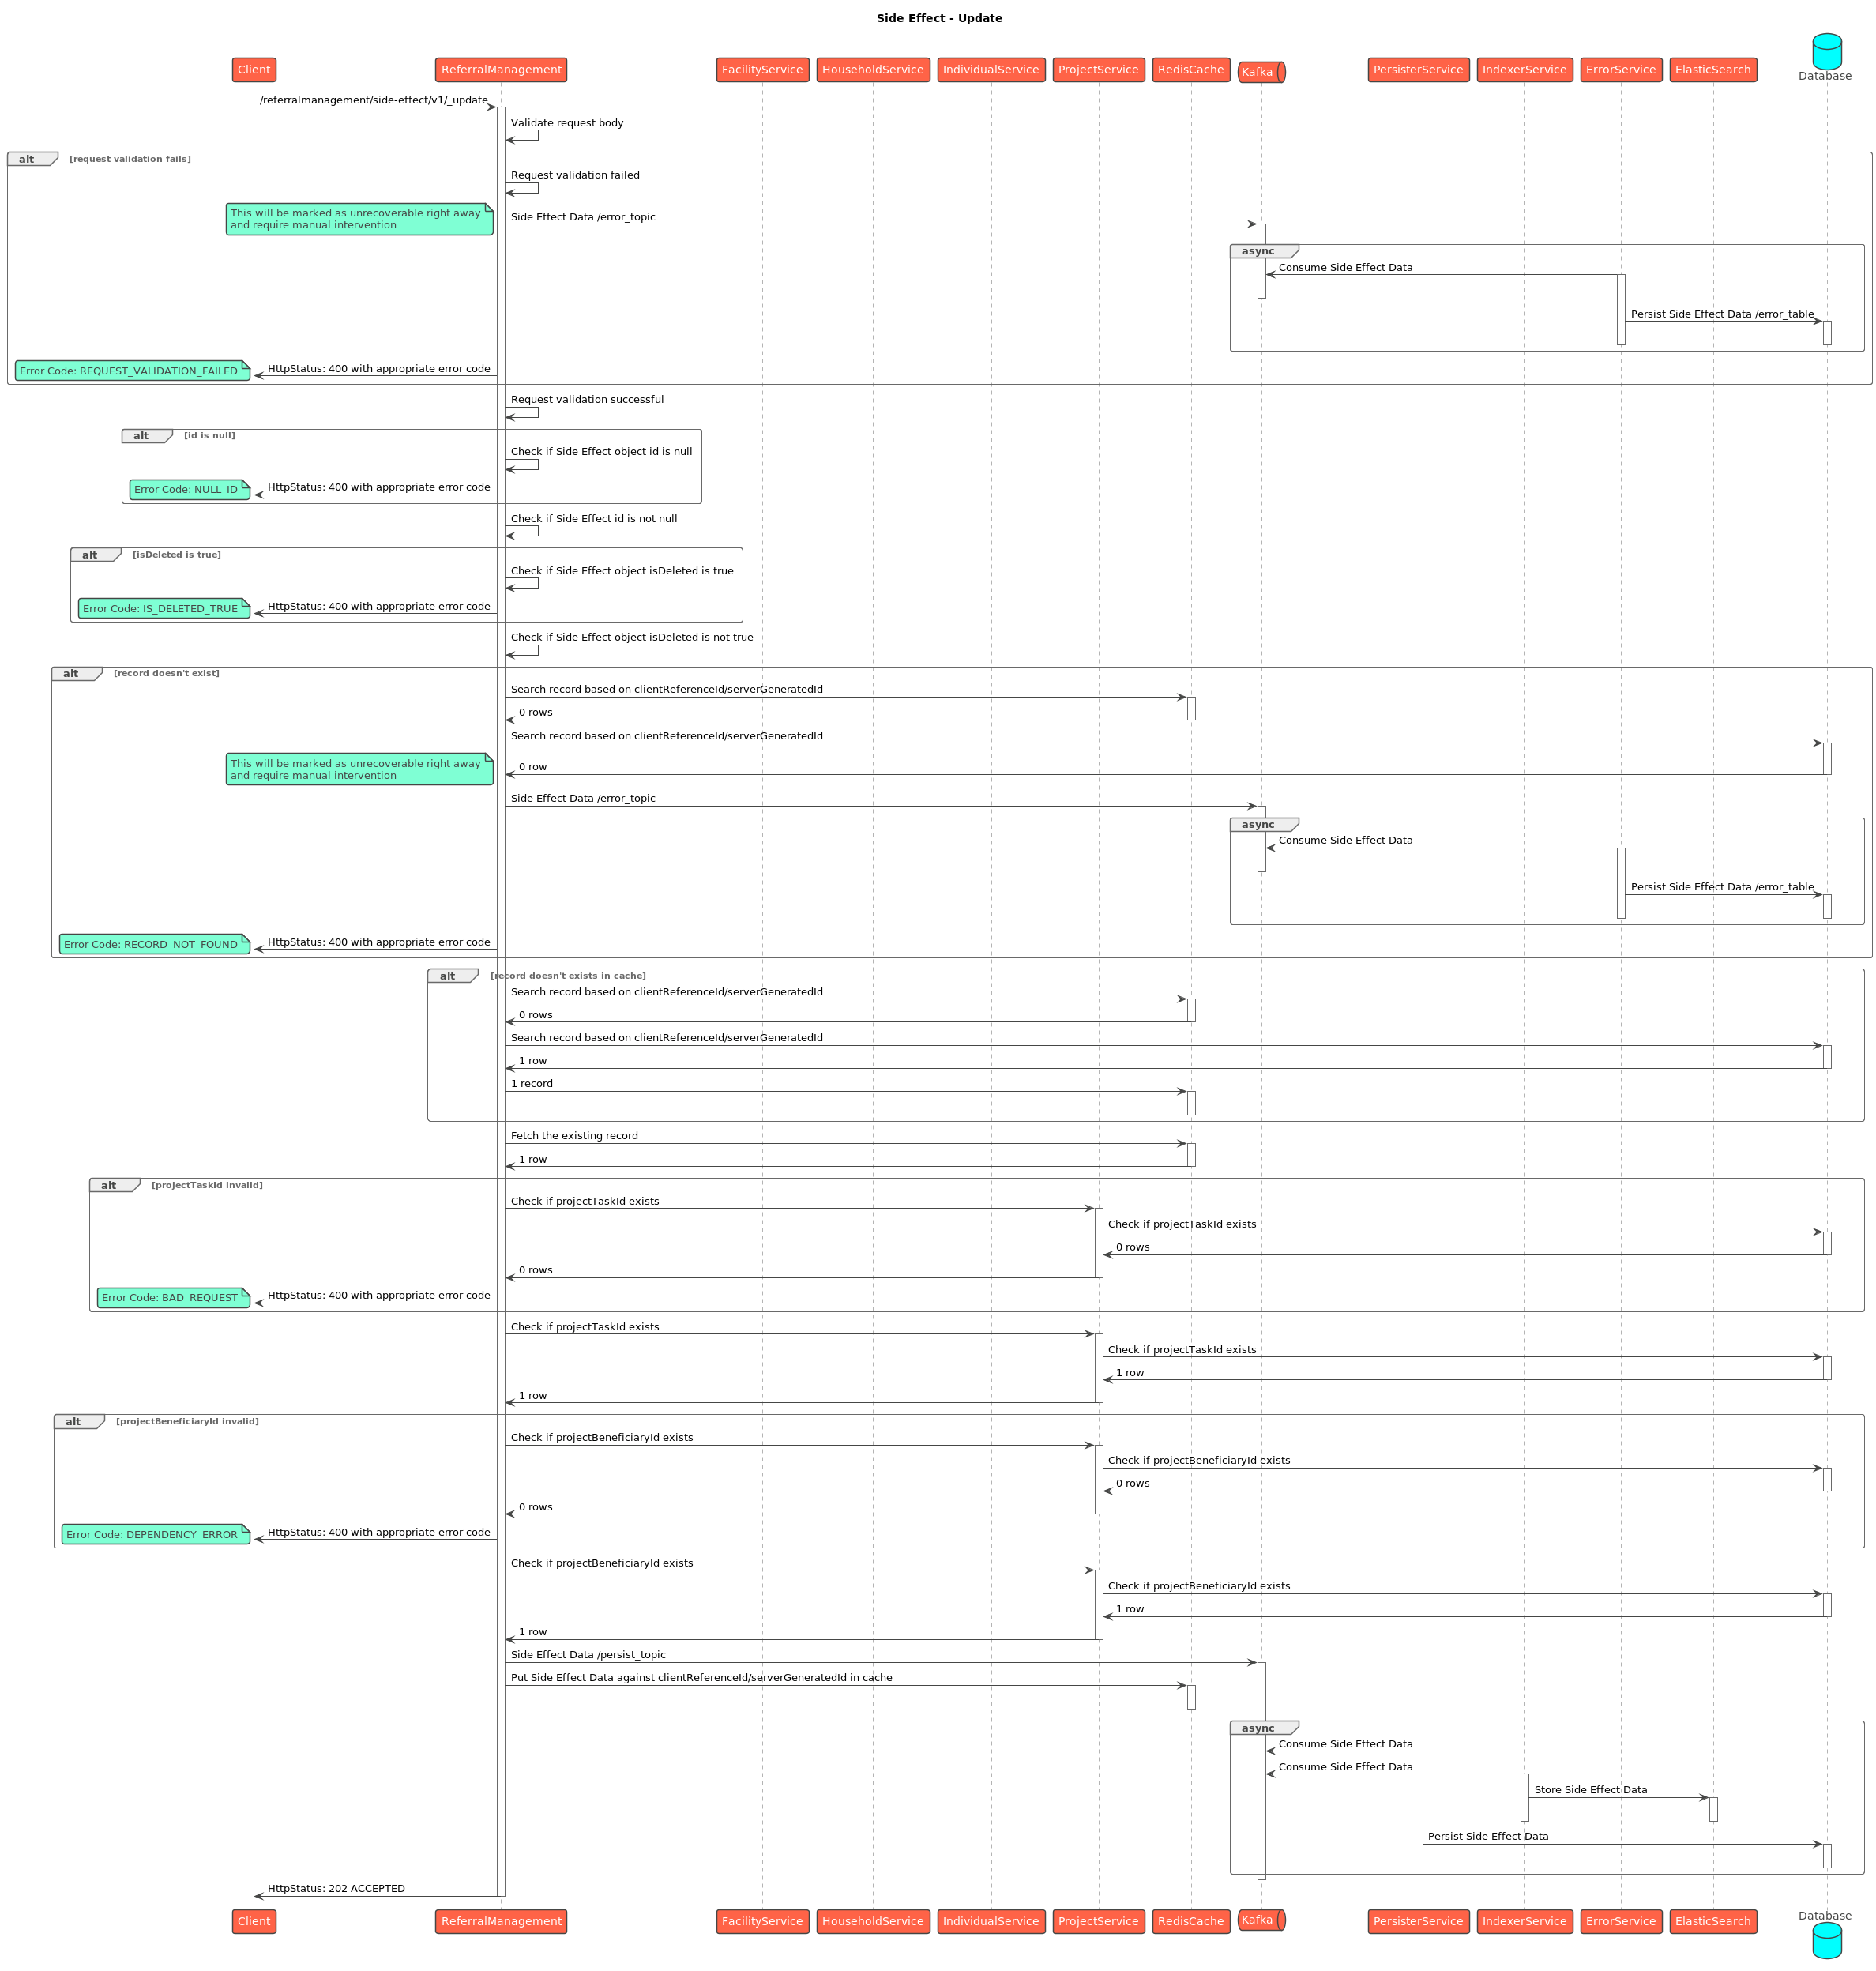 Side Effect - Update
Client
ReferralManagement
FacilityService
HouseholdService
IndividualService
ProjectService
RedisCache
Kafka
PersisterService
IndexerService
ErrorService
ElasticSearch
Database
/referralmanagement/side-effect/v1/_update
Validate request body
alt [request validation fails]
Request validation failed
This will be marked as unrecoverable right away
and require manual intervention
Side Effect Data /error_topic
async
Consume Side Effect Data
Persist Side Effect Data /error_table
Error Code: REQUEST_VALIDATION_FAILED
HttpStatus: 400 with appropriate error code
Request validation successful
alt [id is null]
Check if Side Effect object id is null
Error Code: NULL_ID
HttpStatus: 400 with appropriate error code
Check if Side Effect id is not null
alt [isDeleted is true]
Check if Side Effect object isDeleted is true
Error Code: IS_DELETED_TRUE
HttpStatus: 400 with appropriate error code
Check if Side Effect object isDeleted is not true
alt [record doesn't exist]
Search record based on clientReferenceId/serverGeneratedId
0 rows
Search record based on clientReferenceId/serverGeneratedId
This will be marked as unrecoverable right away
and require manual intervention
0 row
Side Effect Data /error_topic
async
Consume Side Effect Data
Persist Side Effect Data /error_table
Error Code: RECORD_NOT_FOUND
HttpStatus: 400 with appropriate error code
alt [record doesn't exists in cache]
Search record based on clientReferenceId/serverGeneratedId
0 rows
Search record based on clientReferenceId/serverGeneratedId
1 row
1 record
Fetch the existing record
1 row
alt [projectTaskId invalid]
Check if projectTaskId exists
Check if projectTaskId exists
0 rows
0 rows
Error Code: BAD_REQUEST
HttpStatus: 400 with appropriate error code
Check if projectTaskId exists
Check if projectTaskId exists
1 row
1 row
alt [projectBeneficiaryId invalid]
Check if projectBeneficiaryId exists
Check if projectBeneficiaryId exists
0 rows
0 rows
Error Code: DEPENDENCY_ERROR
HttpStatus: 400 with appropriate error code
Check if projectBeneficiaryId exists
Check if projectBeneficiaryId exists
1 row
1 row
Side Effect Data /persist_topic
Put Side Effect Data against clientReferenceId/serverGeneratedId in cache
async
Consume Side Effect Data
Consume Side Effect Data
Store Side Effect Data
Persist Side Effect Data
HttpStatus: 202 ACCEPTED
Client
ReferralManagement
FacilityService
HouseholdService
IndividualService
ProjectService
RedisCache
Kafka
PersisterService
IndexerService
ErrorService
ElasticSearch
Database